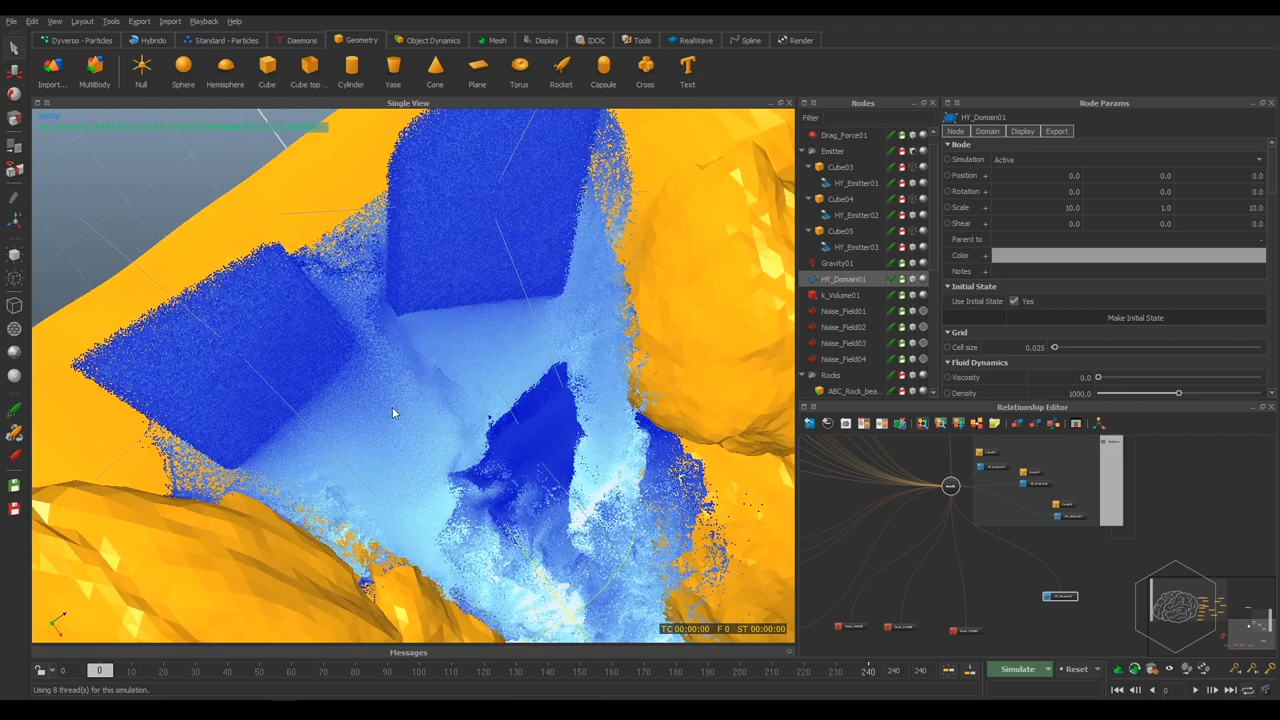 File Edit View Layout Tools Export Import Playback Help
Dyverso - Particles Hybrido Standard - Particles Daemons Geometry Object Dynamics Mesh Display IDOC Tools RealWave Spline Render
Import... MultiBody Null Sphere Hemisphere Cube Cube top ... Cylinder Vase Cone Plane Torus Rocket Capsule Cross Text
Single View
persp
TC 00:00:00 F 0 ST 00:00:00
Messages
Nodes
Filter
Drag_Force01
Emitter
Cube03
HY_Emitter01
Cube04
HY_Emitter02
Cube05
HY_Emitter03
Gravity01
HY_Domain01
k_Volume01
Noise_Field01
Noise_Field02
Noise_Field03
Noise_Field04
Rocks
ABC_Rock_bea...
Node Params
HY_Domain01
Node Domain Display Export
Node
Simulation Active
Position + 0.0 0.0 0.0
Rotation + 0.0 0.0 0.0
Scale + 10.0 1.0 10.0
Shear + 0.0 0.0 0.0
Parent to -
Color +
Notes +
Initial State
Use Initial State Yes
Make Initial State
Grid
Cell size 0.025
Fluid Dynamics
Viscosity 0.0
Density 1000.0
Relationship Editor
0 0 10 20 30 40 50 60 70 80 90 100 110 120 130 140 150 160 170 180 190 200 210 220 230 240 240 240
Simulate Reset
Using 8 thread(s) for this simulation.
0